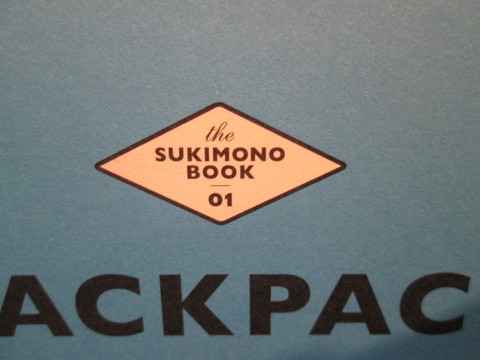 the
SUKIMONO
BOOK
01
ACKPAC